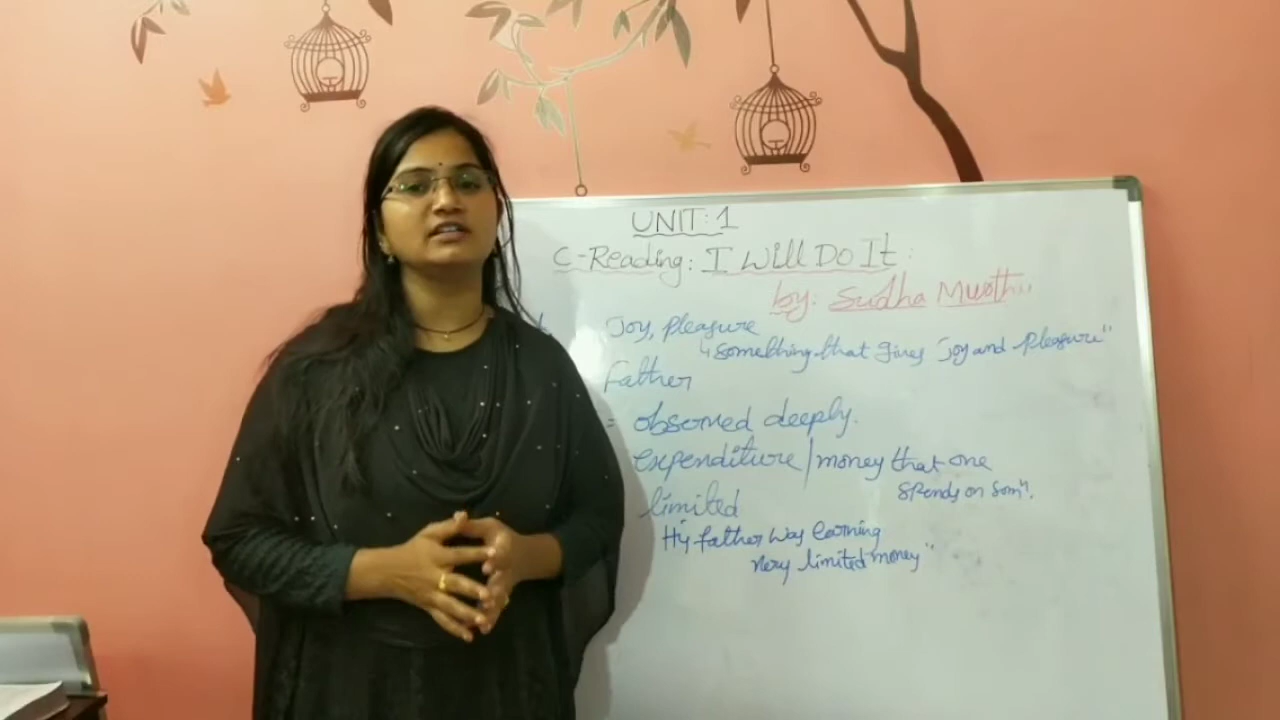 UNIT: 1
C-Reading: I Will Do It:
by: Sudha Murthi
Joy, pleasure
"something that gives Joy and Pleasure"
Father
= observed deeply.
expenditure/money that one
spends on som".
limited
His father was earning
very limited money"